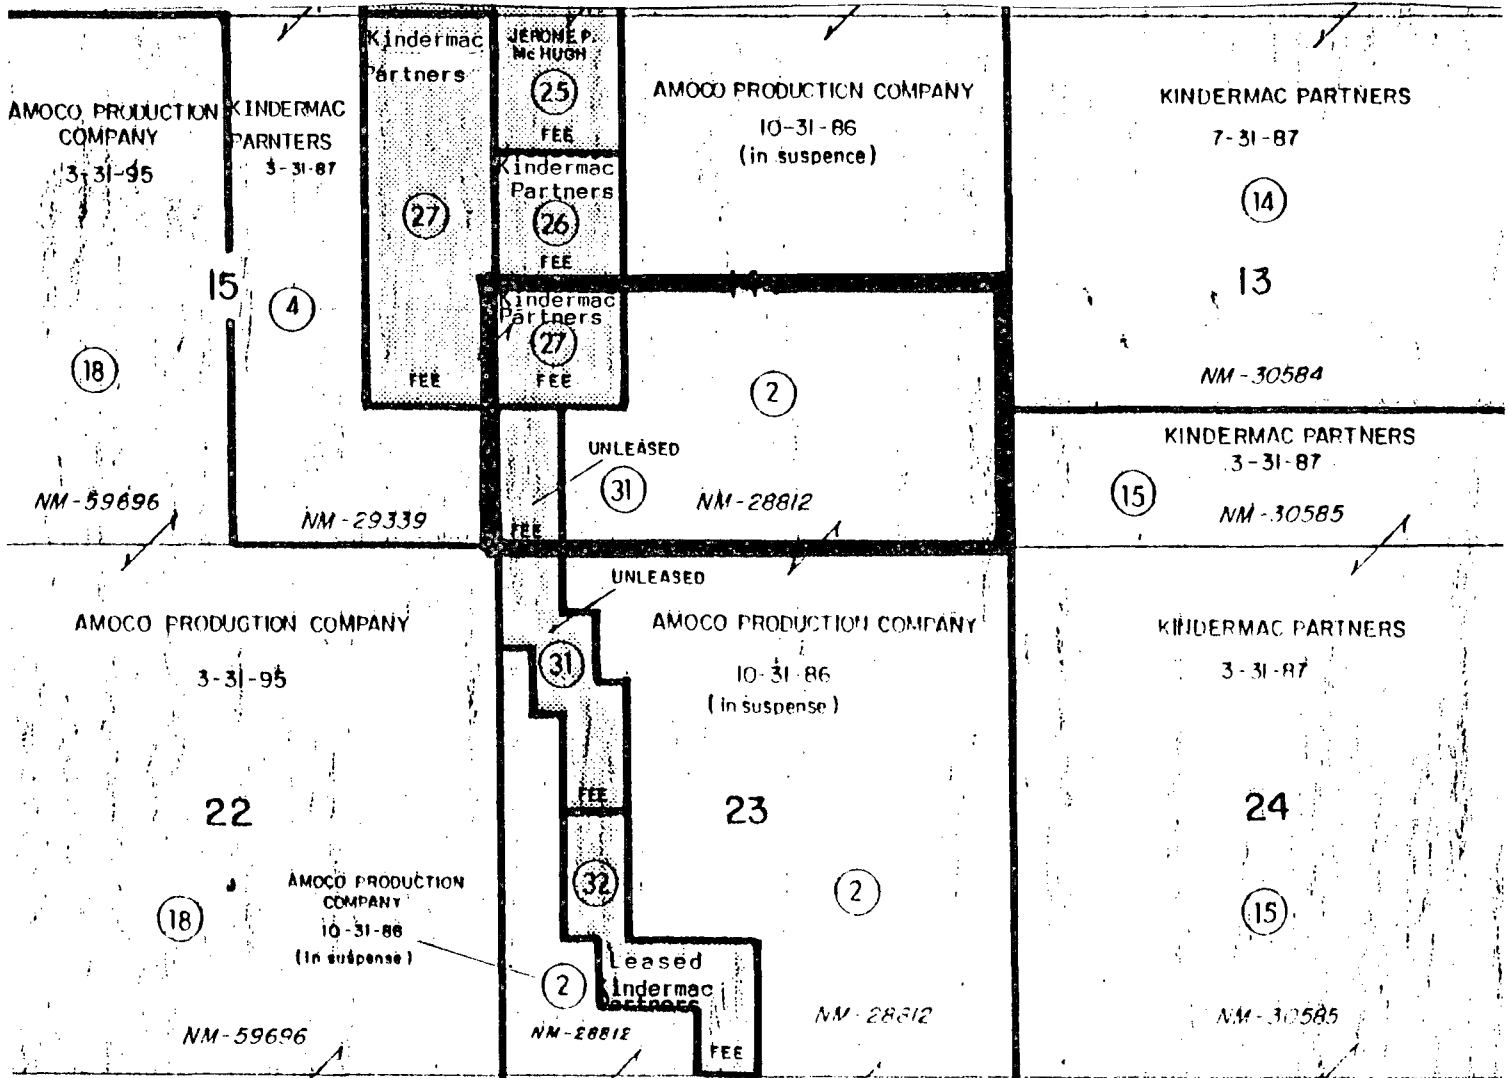 AMOCO PRODUCTION
COMPANY
3-31-95
15
18
NM-59696
KINDERMAC
PARNTERS
3-31-87
4
NM-29339
Kindermac
Partners
27
FEE
JEROME P.
Mc HUGH
25
FEE
Kindermac
Partners
26
FEE
Kindermac
Partners
27
FEE
AMOCO PRODUCTION COMPANY
10-31-86
(in suspence)
2
UNLEASED
31
NM-28812
FEE
KINDERMAC PARTNERS
7-31-87
14
13
NM-30584
KINDERMAC PARTNERS
3-31-87
15
NM-30585
AMOCO PRODUCTION COMPANY
3-31-95
22
18
NM-59696
AMOCO PRODUCTION
COMPANY
10-31-86
(in suspense)
2
NM-28812
UNLEASED
31
FEE
32
Leased
Kindermac
Partners
FEE
AMOCO PRODUCTION COMPANY
10-31-86
(in suspense)
23
2
NM-28812
KINDERMAC PARTNERS
3-31-87
24
15
NM-30585